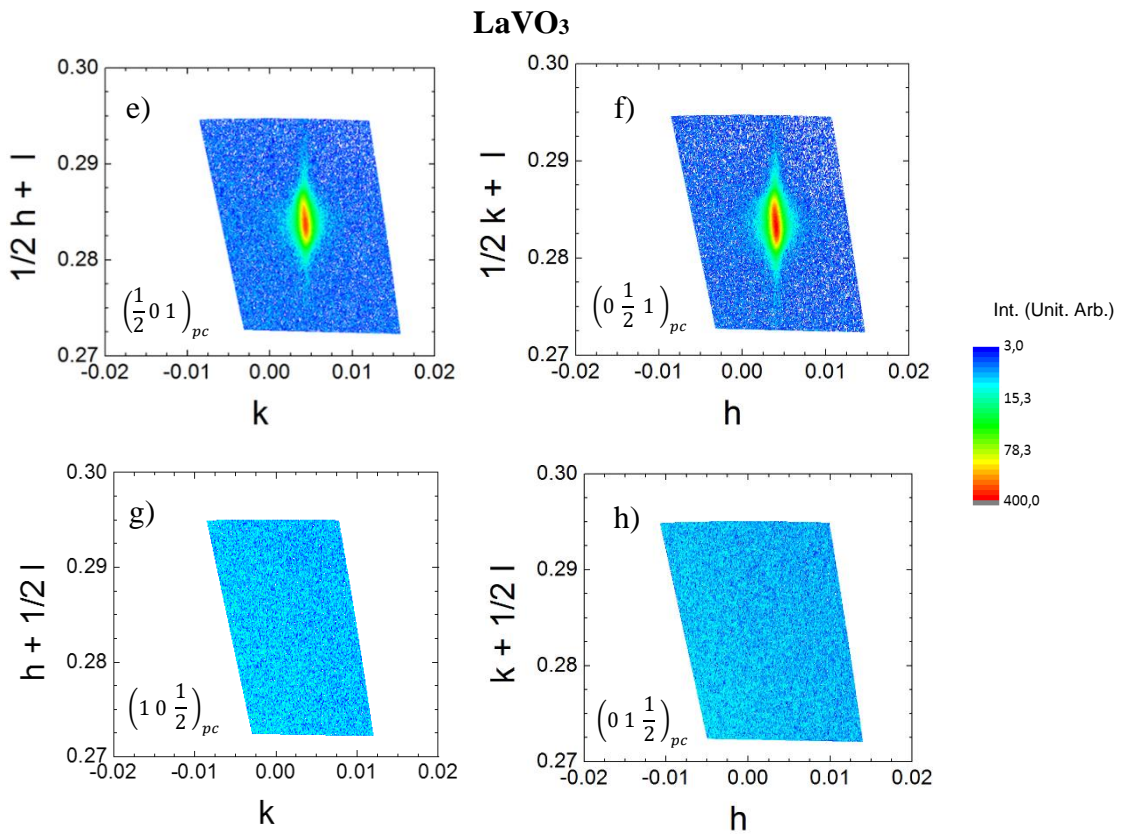 LaVO₃
e)
1/2 h + l
0.30
0.29
0.28
0.27
(1/2 0 1)pc
-0.02 -0.01 0.00 0.01 0.02
k
f)
1/2 k + l
0.30
0.29
0.28
0.27
(0 1/2 1)pc
-0.02 -0.01 0.00 0.01 0.02
h
Int. (Unit. Arb.)
3,0
15,3
78,3
400,0
g)
h + 1/2 l
0.30
0.29
0.28
0.27
(1 0 1/2)pc
-0.02 -0.01 0.00 0.01 0.02
k
h)
k + 1/2 l
0.30
0.29
0.28
0.27
(0 1 1/2)pc
-0.02 -0.01 0.00 0.01 0.02
h